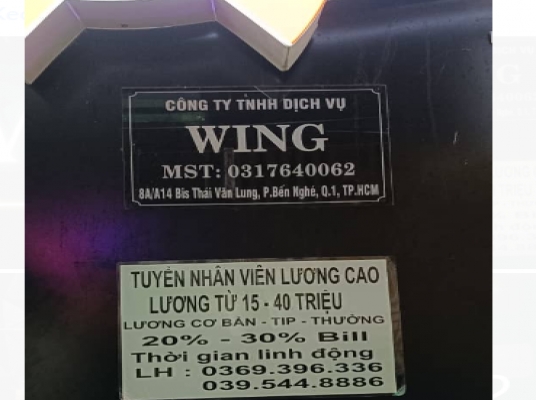 CÔNG TY TNHH DỊCH VỤ
WING
MST: 0317640062
8A/A14 Bis Thái Văn Lung, P.Bến Nghé, Q.1, TP.HCM
TUYỂN NHÂN VIÊN LƯƠNG CAO
LƯƠNG TỪ 15 - 40 TRIỆU
LƯƠNG CƠ BẢN - TIP - THƯỞNG
20% - 30% Bill
Thời gian linh động
LH : 0369.396.336
039.544.8886